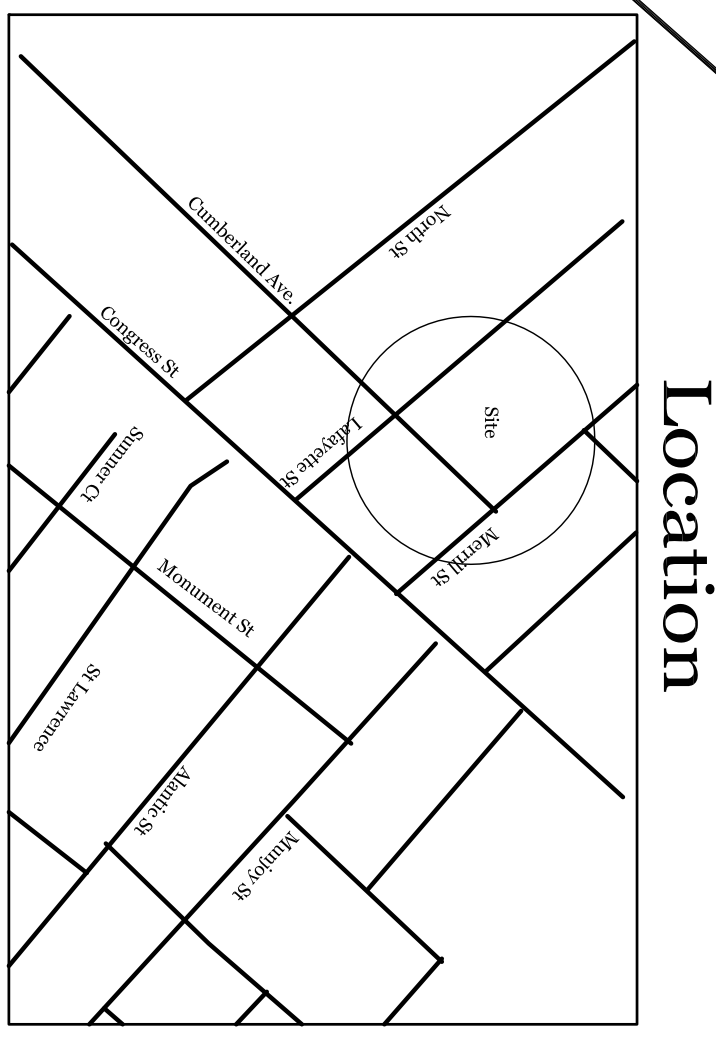 Location
North St
Cumberland Ave.
Congress St
Site
Lafayette St
Merrill St
Sumner Ct
Monument St
St Lawrence
Alantic St
Munjoy St